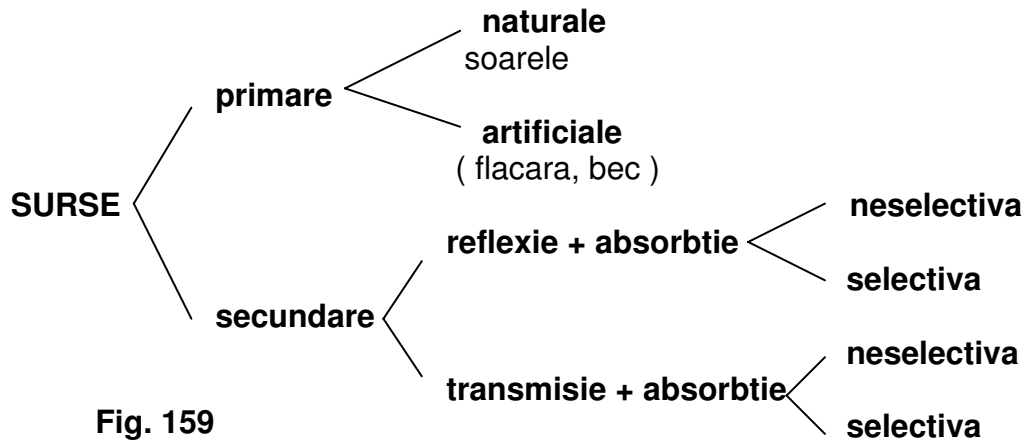 naturale
soarele
primare
artificiale
( flacara, bec )
SURSE
neselectiva
reflexie + absorbtie
selectiva
secundare
neselectiva
transmisie + absorbtie
selectiva
Fig. 159